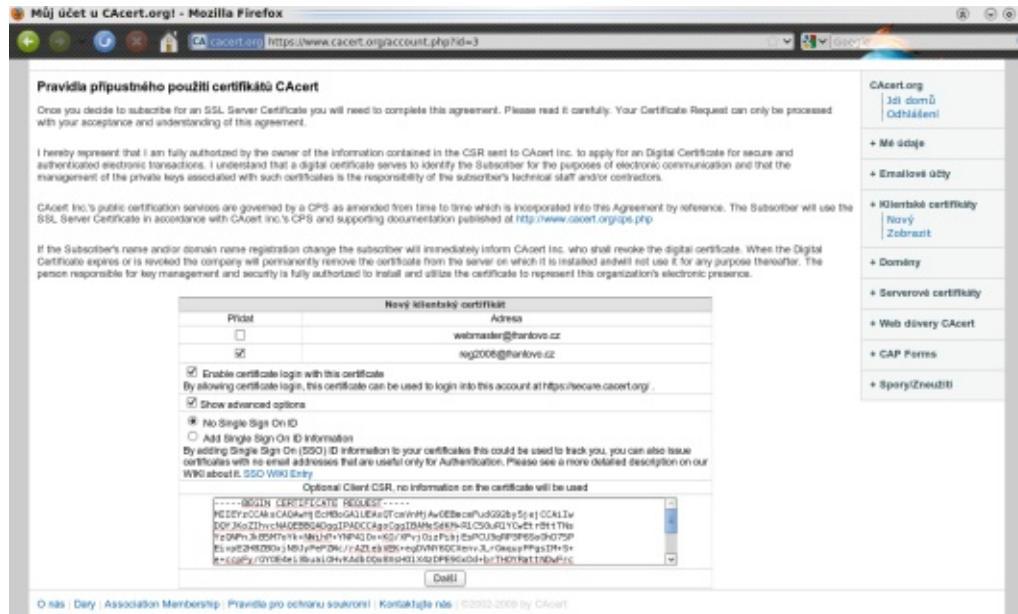 Můj účet u CAcert.org! - Mozilla Firefox
CA cacert.org https://www.cacert.org/account.php?id=3
Google
Pravidla přípustného použití certifikátů CAcert
Once you decide to subscribe for an SSL Server Certificate you will need to complete this agreement. Please read it carefully. Your Certificate Request can only be processed
with your acceptance and understanding of this agreement.
I hereby represent that I am fully authorized by the owner of the information contained in the CSR sent to CAcert Inc. to apply for an Digital Certificate for secure and
authenticated electronic transactions. I understand that a digital certificate serves to identify the Subscriber for the purposes of electronic communication and that the
management of the private keys associated with such certificates is the responsibility of the subscriber's technical staff and/or contractors.
CAcert Inc.'s public certification services are governed by a CPS as amended from time to time which is incorporated into this Agreement by reference. The Subscriber will use the
SSL Server Certificate in accordance with CAcert Inc.'s CPS and supporting documentation published at http://www.cacert.org/cps.php
If the Subscriber's name and/or domain name registration change the subscriber will immediately inform CAcert Inc. who shall revoke the digital certificate. When the Digital
Certificate expires or is revoked the company will permanently remove the certificate from the server on which it is installed andwill not use it for any purpose thereafter. The
person responsible for key management and security is fully authorized to install and utilize the certificate to represent this organization's electronic presence.
Nový klientský certifikát
Přidat Adresa
webmaster@frantovo.cz
reg2008@frantovo.cz
Enable certificate login with this certificate
By allowing certificate login, this certificate can be used to login into this account at https://secure.cacert.org/ .
Show advanced options
No Single Sign On ID
Add Single Sign On ID Information
By adding Single Sign On (SSO) ID information to your certificates this could be used to track you, you can also issue
certificates with no email addresses that are useful only for Authentication. Please see a more detailed description on our
WIKI about it. SSO WIKI Entry
Optional Client CSR, no information on the certificate will be used
-----BEGIN CERTIFICATE REQUEST-----
Další
CAcert.org
Jdi domů
Odhlášení
+ Mé údaje
+ Emailové účty
+ Klientské certifikáty
Nový
Zobrazit
+ Domény
+ Serverové certifikáty
+ Web důvery CAcert
+ CAP Forms
+ Spory/Zneužití
O nás | Dary | Association Membership | Pravidla pro ochranu soukromí | Kontaktujte nás | ©2002-2009 by CAcert